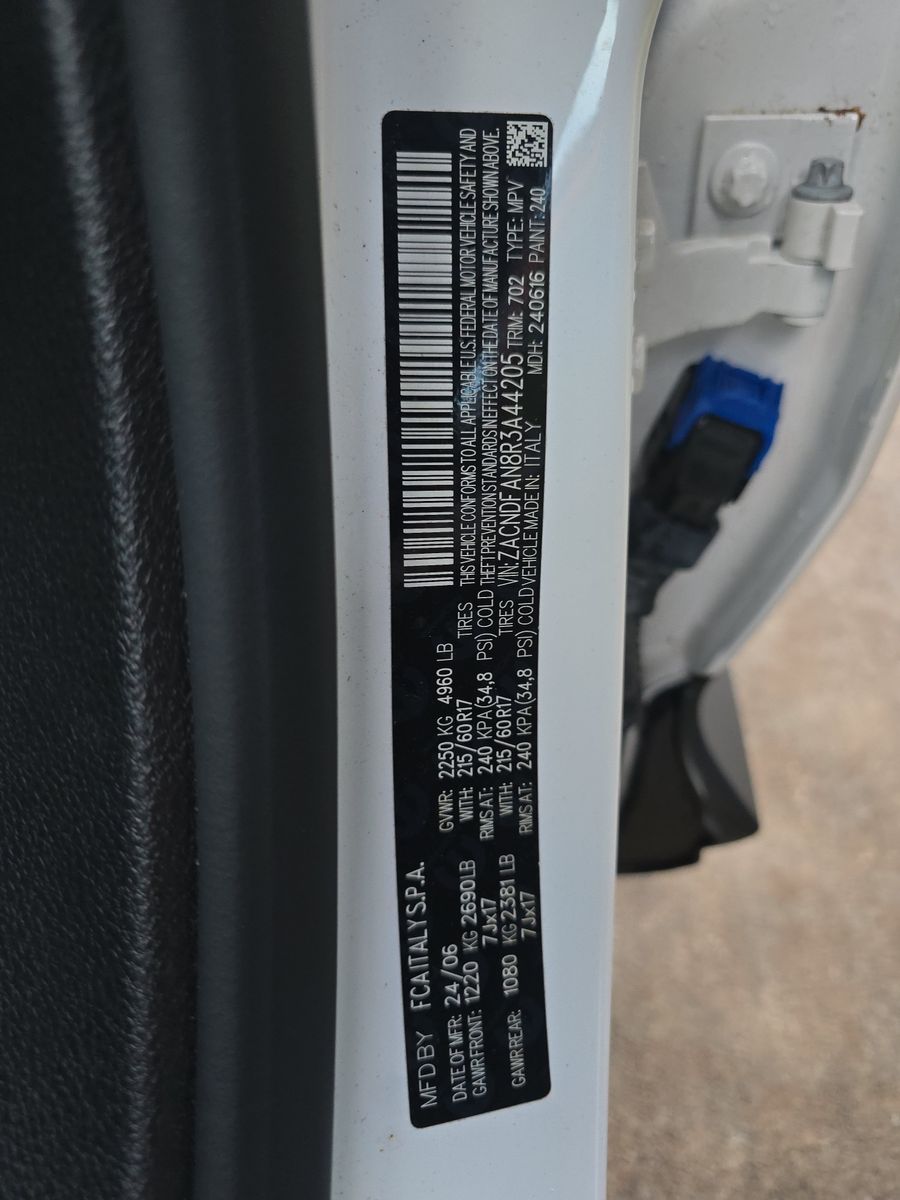 MFD BY FCA ITALY S.P.A.
DATE OF MFR: 24/06 GVWR: 2250 KG 4960 LB
GAWR FRONT: 1220 KG 2690LB WITH: 215/60R17 TIRES
7Jx17 RIMS AT: 240 KPA (34,8 PSI) COLD
GAWR REAR: 1080 KG 2381 LB WITH: 215/60R17 TIRES
7Jx17 RIMS AT: 240 KPA (34,8 PSI) COLD
THIS VEHICLE CONFORMS TO ALL APPLICABLE U.S. FEDERAL MOTOR VEHICLE SAFETY AND
THEFT PREVENTION STANDARDS IN EFFECT ON THE DATE OF MANUFACTURE SHOWN ABOVE.
VIN: ZACNDFAN8R3A44205 TRIM: 702 TYPE: MPV
VEHICLE MADE IN: ITALY MDH: 240616 PAINT: 240